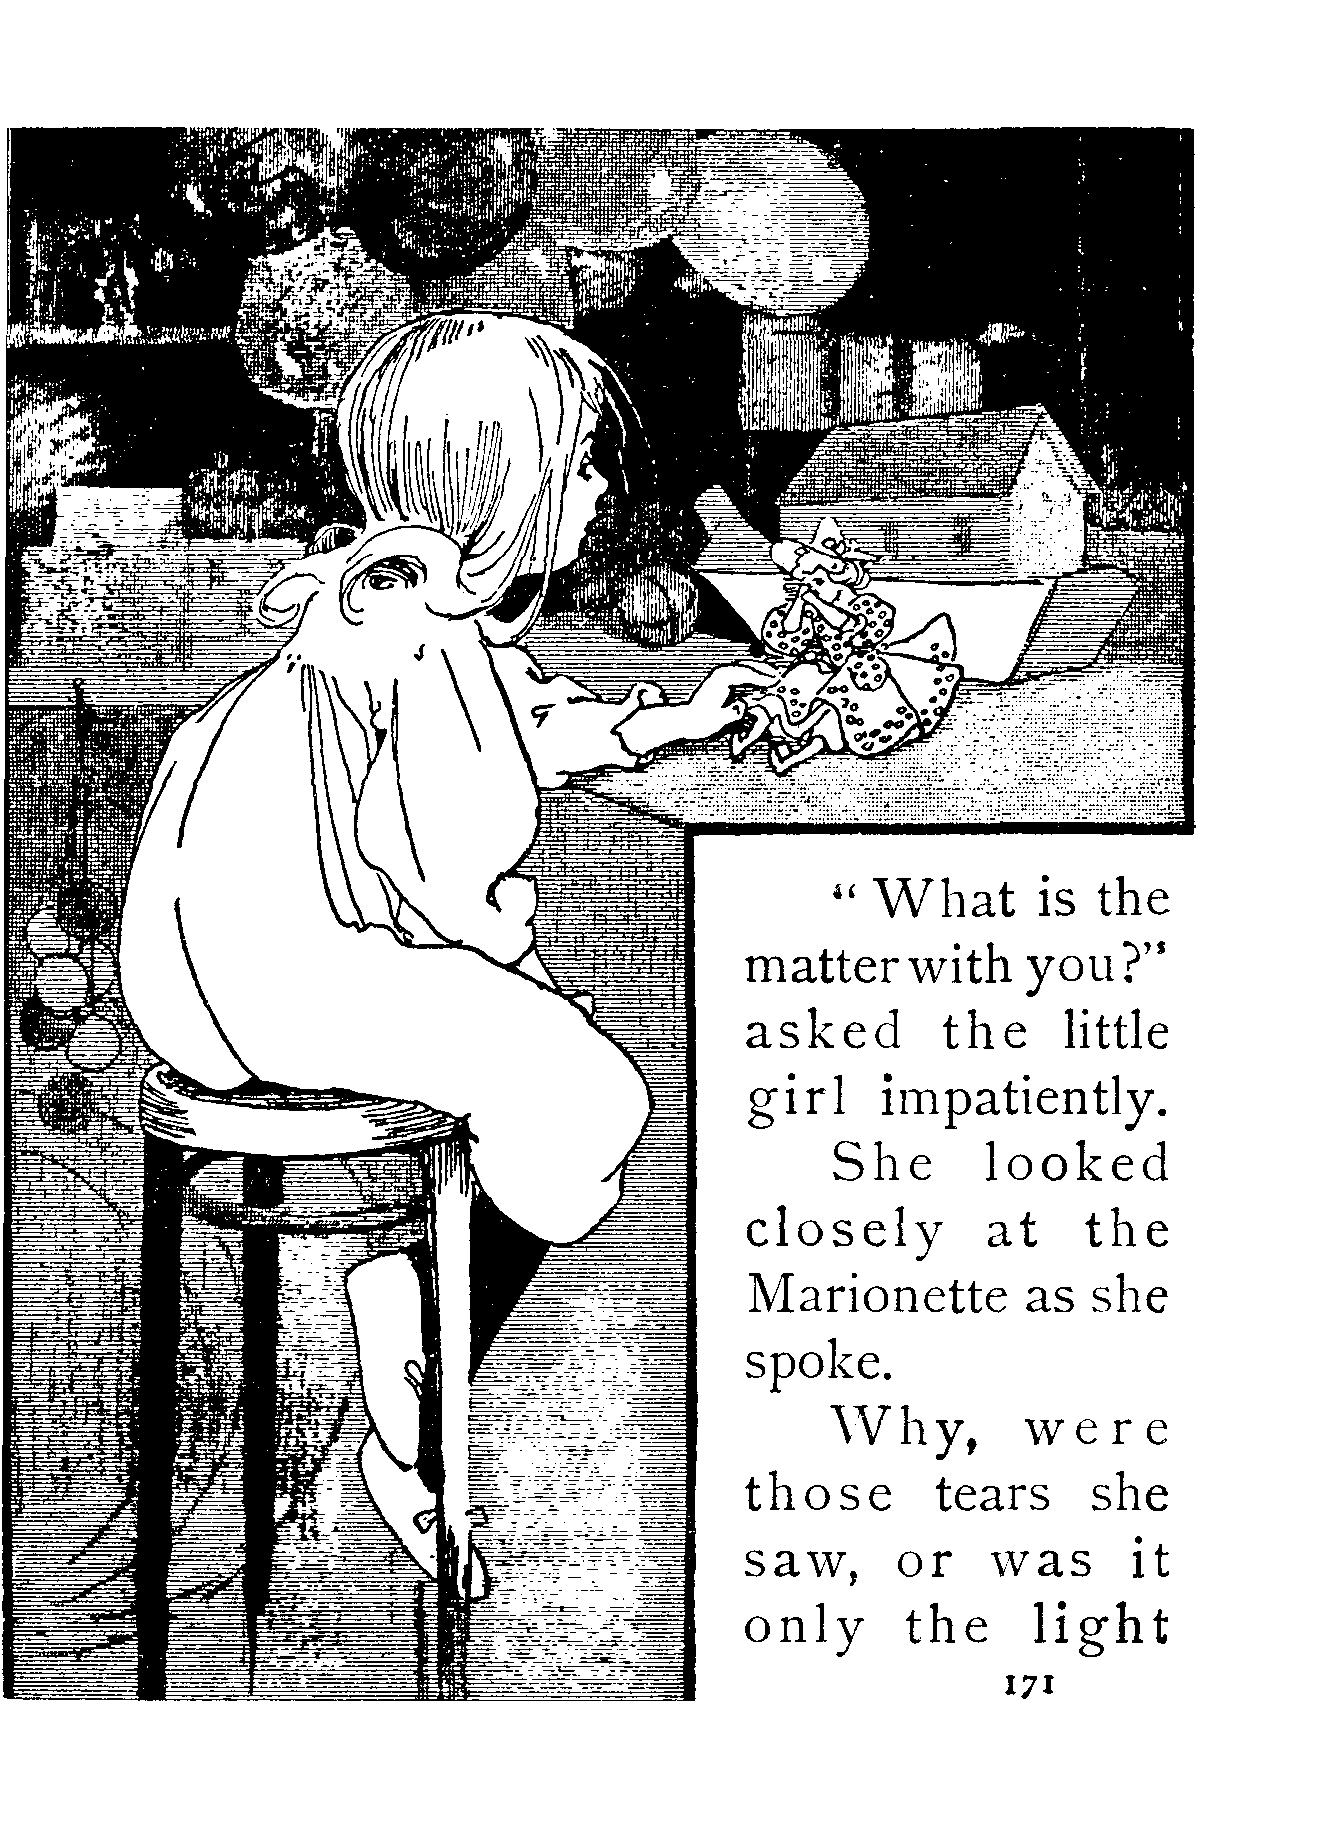 “ What is the
matter with you?”
asked the little
girl impatiently.
She looked
closely at the
Marionette as she
spoke.
Why, were
those tears she
saw, or was it
only the light
171